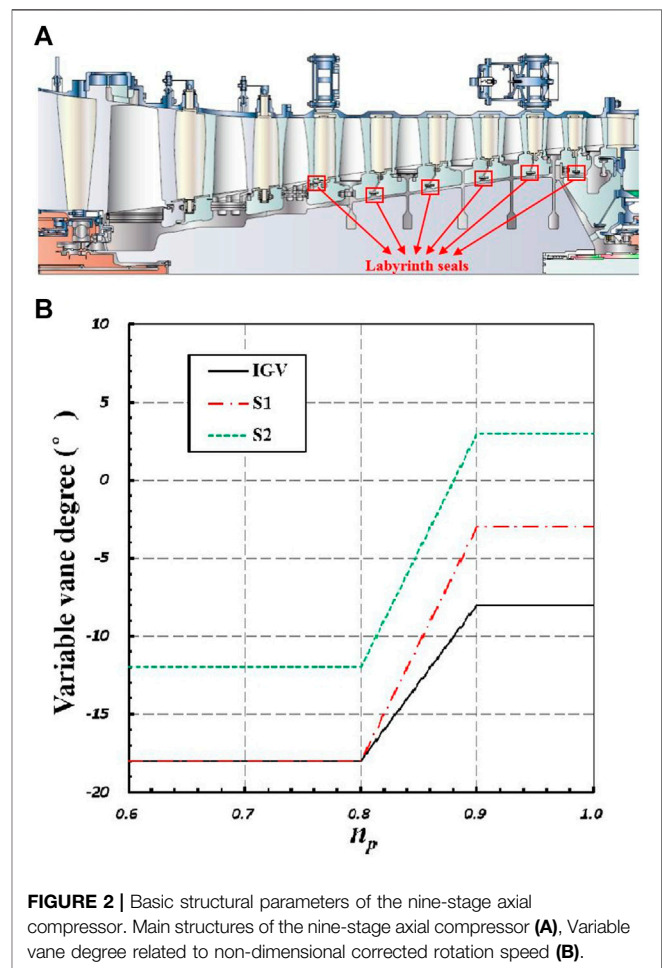 A
Labyrinth seals
B
10
5
0
-5
-10
-15
-20
IGV
S1
S2
Variable vane degree ( ° )
0.6 0.7 0.8 0.9 1.0
np
FIGURE 2 | Basic structural parameters of the nine-stage axial
compressor. Main structures of the nine-stage axial compressor (A), Variable
vane degree related to non-dimensional corrected rotation speed (B).